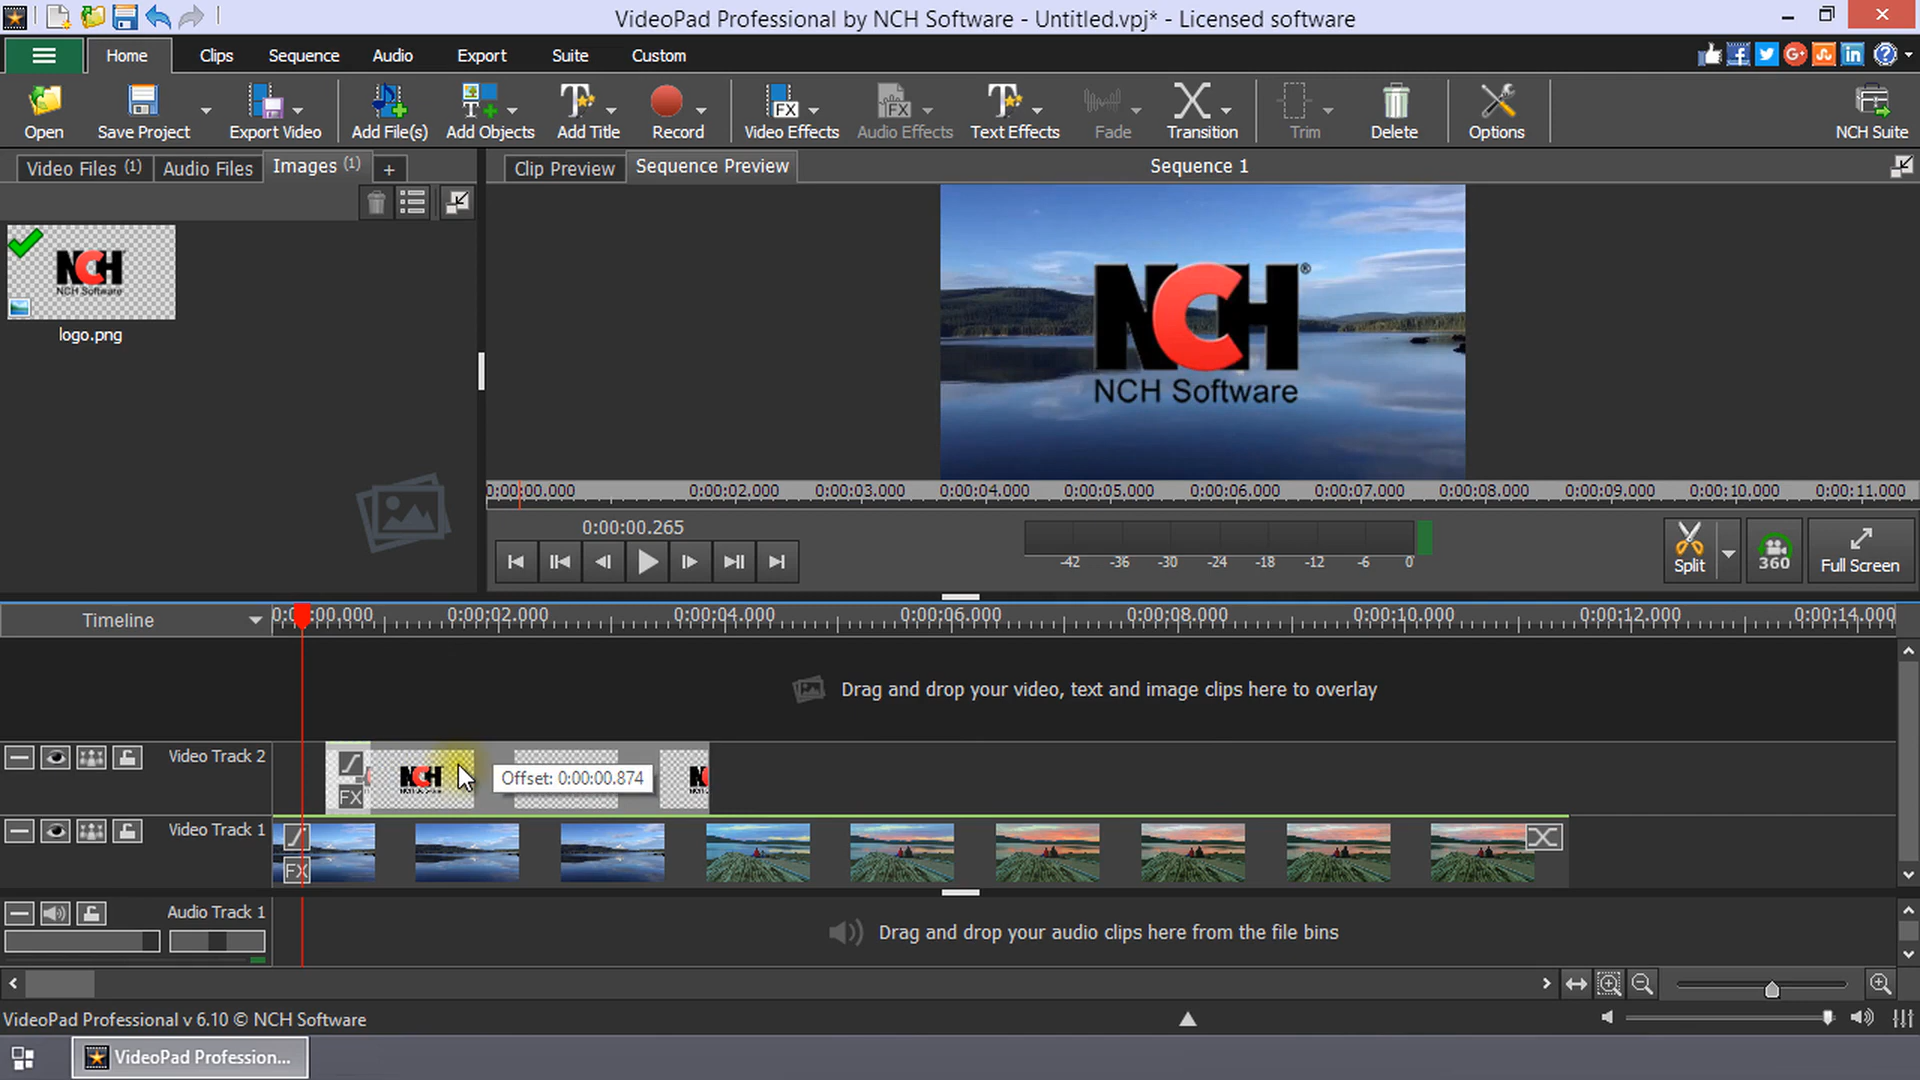 VideoPad Professional by NCH Software - Untitled.vpj* - Licensed software
Home Clips Sequence Audio Export Suite Custom
Open Save Project Export Video Add File(s) Add Objects Add Title Record Video Effects Audio Effects Text Effects Fade Transition Trim Delete Options NCH Suite
Video Files (1) Audio Files Images (1) +
Clip Preview Sequence Preview Sequence 1
NCH
NCH Software
logo.png
NCH®
NCH Software
0:00:00.000 0:00:02.000 0:00:03.000 0:00:04.000 0:00:05.000 0:00:06.000 0:00:07.000 0:00:08.000 0:00:09.000 0:00:10.000 0:00:11.000
0:00:00.265
-42 -36 -30 -24 -18 -12 -6 0
Split 360 Full Screen
Timeline
0:00:00.000 0:00:02.000 0:00:04.000 0:00:06.000 0:00:08.000 0:00:10.000 0:00:12.000 0:00:14.000
Drag and drop your video, text and image clips here to overlay
Video Track 2
FX
NCH
Offset: 0:00:00.874
Video Track 1
FX
Audio Track 1
Drag and drop your audio clips here from the file bins
VideoPad Professional v 6.10 © NCH Software
VideoPad Profession...